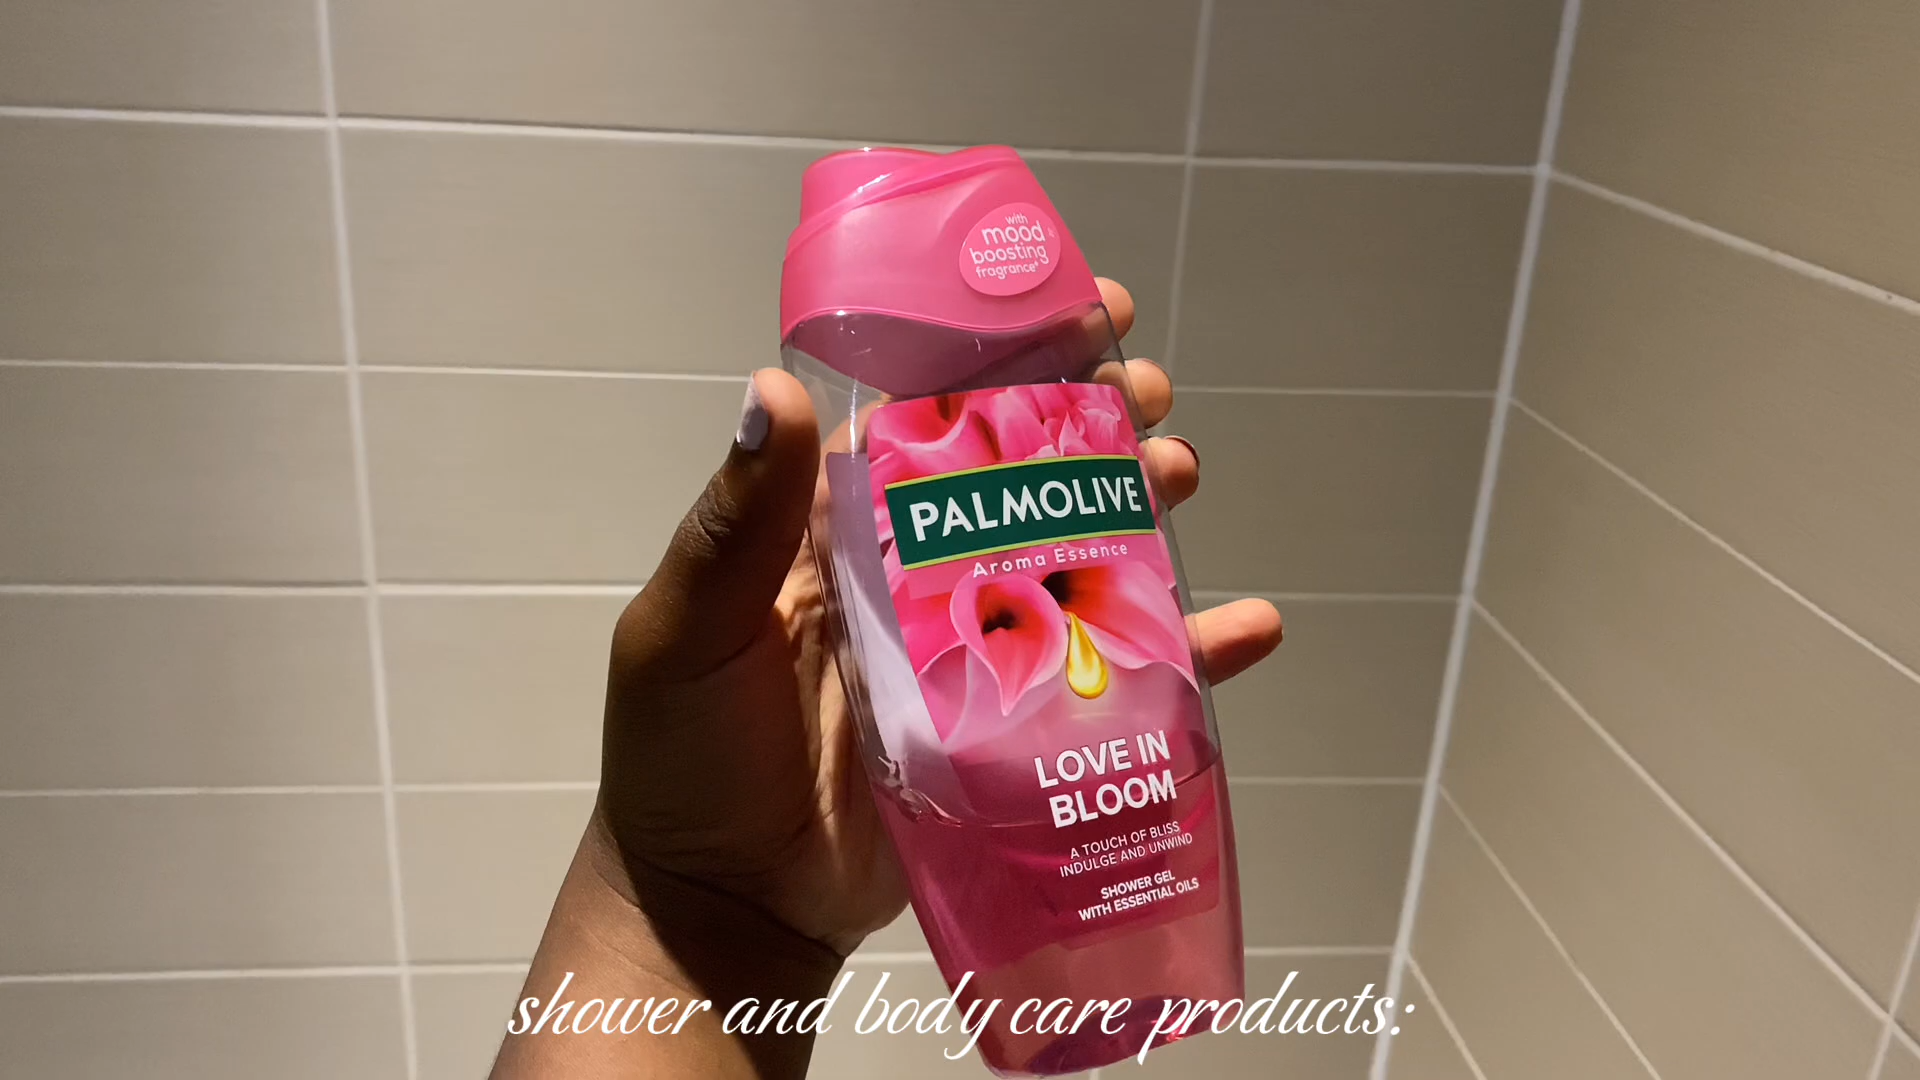 with
mood
boosting
fragrance*
PALMOLIVE
Aroma Essence
LOVE IN
BLOOM
A TOUCH OF BLISS
INDULGE AND UNWIND
SHOWER GEL
WITH ESSENTIAL OILS
shower and body care products: